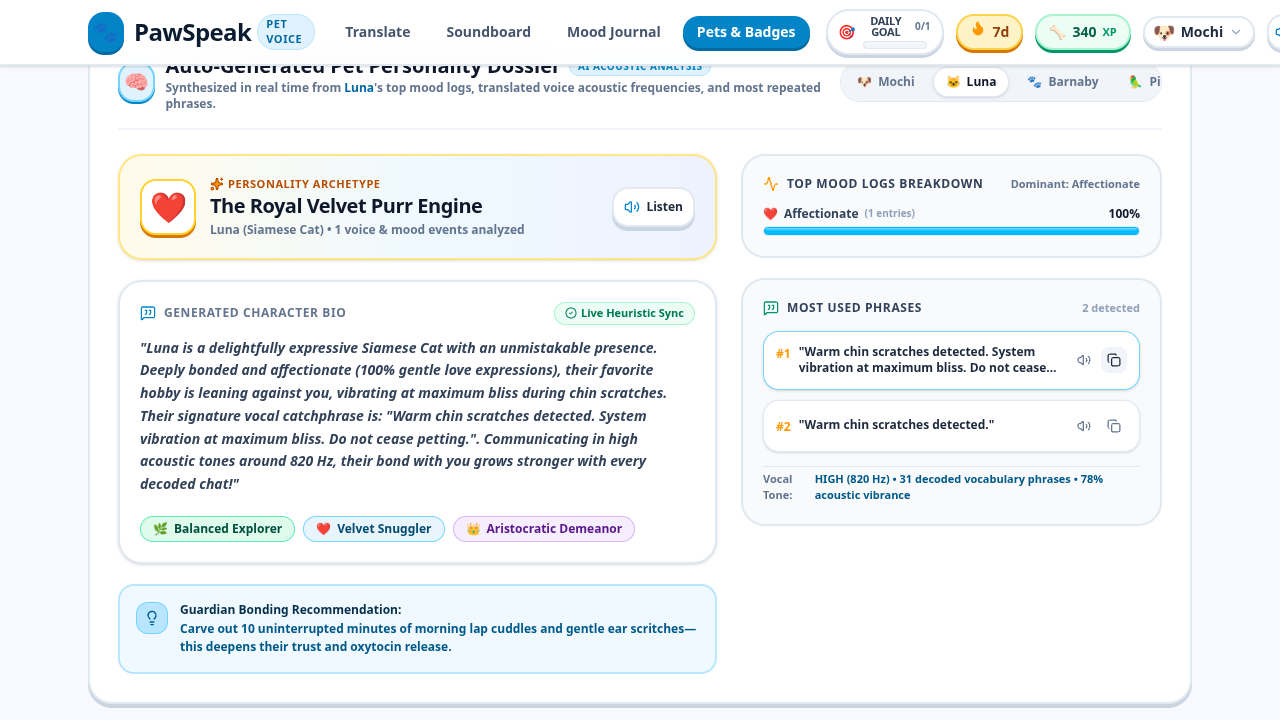 PawSpeak
PET VOICE
Translate
Soundboard
Mood Journal
Pets & Badges
DAILY GOAL
0/1
7d
340 XP
Mochi
Auto-Generated Pet Personality Dossier
AI ACOUSTIC ANALYSIS
Synthesized in real time from Luna's top mood logs, translated voice acoustic frequencies, and most repeated
phrases.
Mochi
Luna
Barnaby
Pi
PERSONALITY ARCHETYPE
The Royal Velvet Purr Engine
Luna (Siamese Cat) • 1 voice & mood events analyzed
Listen
GENERATED CHARACTER BIO
Live Heuristic Sync
"Luna is a delightfully expressive Siamese Cat with an unmistakable presence.
Deeply bonded and affectionate (100% gentle love expressions), their favorite
hobby is leaning against you, vibrating at maximum bliss during chin scratches.
Their signature vocal catchphrase is: "Warm chin scratches detected. System
vibration at maximum bliss. Do not cease petting.". Communicating in high
acoustic tones around 820 Hz, their bond with you grows stronger with every
decoded chat!"
Balanced Explorer
Velvet Snuggler
Aristocratic Demeanor
Guardian Bonding Recommendation:
Carve out 10 uninterrupted minutes of morning lap cuddles and gentle ear scritches—
this deepens their trust and oxytocin release.
TOP MOOD LOGS BREAKDOWN
Dominant: Affectionate
Affectionate (1 entries)
100%
MOST USED PHRASES
2 detected
#1
"Warm chin scratches detected. System
vibration at maximum bliss. Do not cease...
#2
"Warm chin scratches detected."
Vocal Tone:
HIGH (820 Hz) • 31 decoded vocabulary phrases • 78%
acoustic vibrance